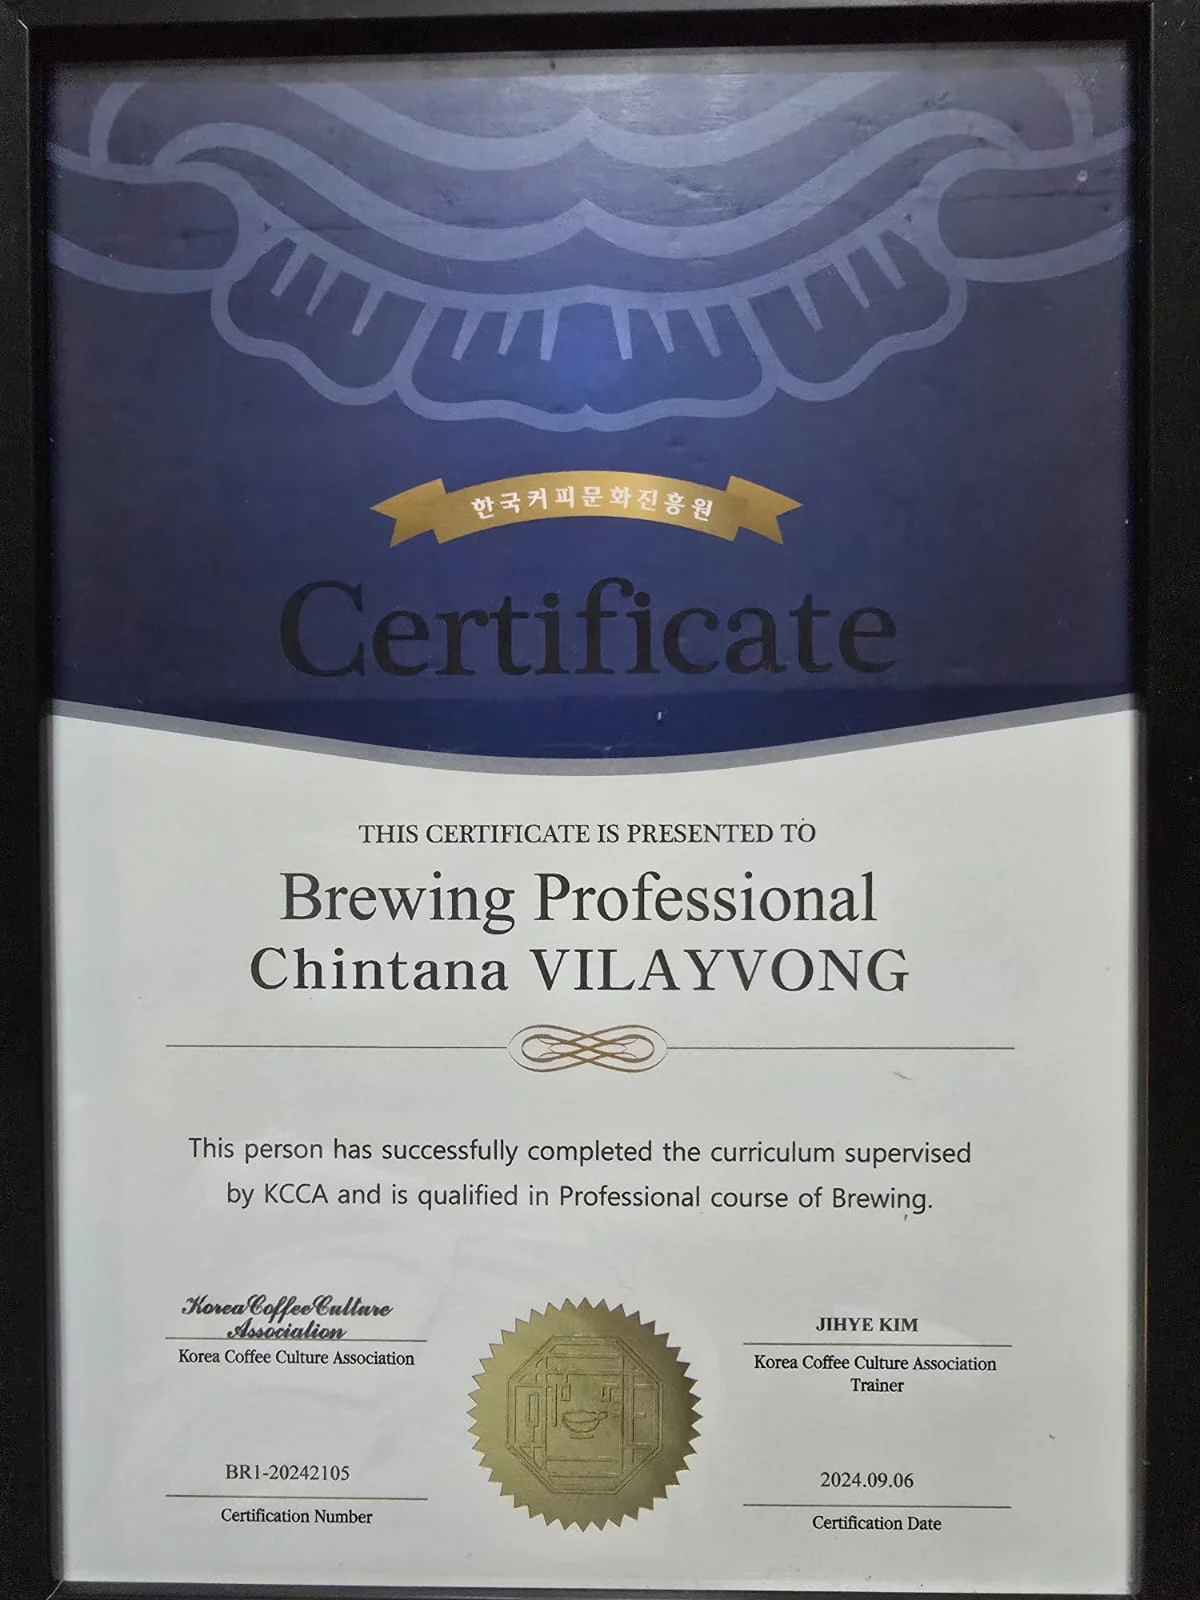 한국커피문화진흥원
Certificate
THIS CERTIFICATE IS PRESENTED TO
Brewing Professional
Chintana VILAYVONG
This person has successfully completed the curriculum supervised
by KCCA and is qualified in Professional course of Brewing.
Korea Coffee Culture
Association
Korea Coffee Culture Association
JIHYE KIM
Korea Coffee Culture Association
Trainer
BR1-20242105
Certification Number
2024.09.06
Certification Date